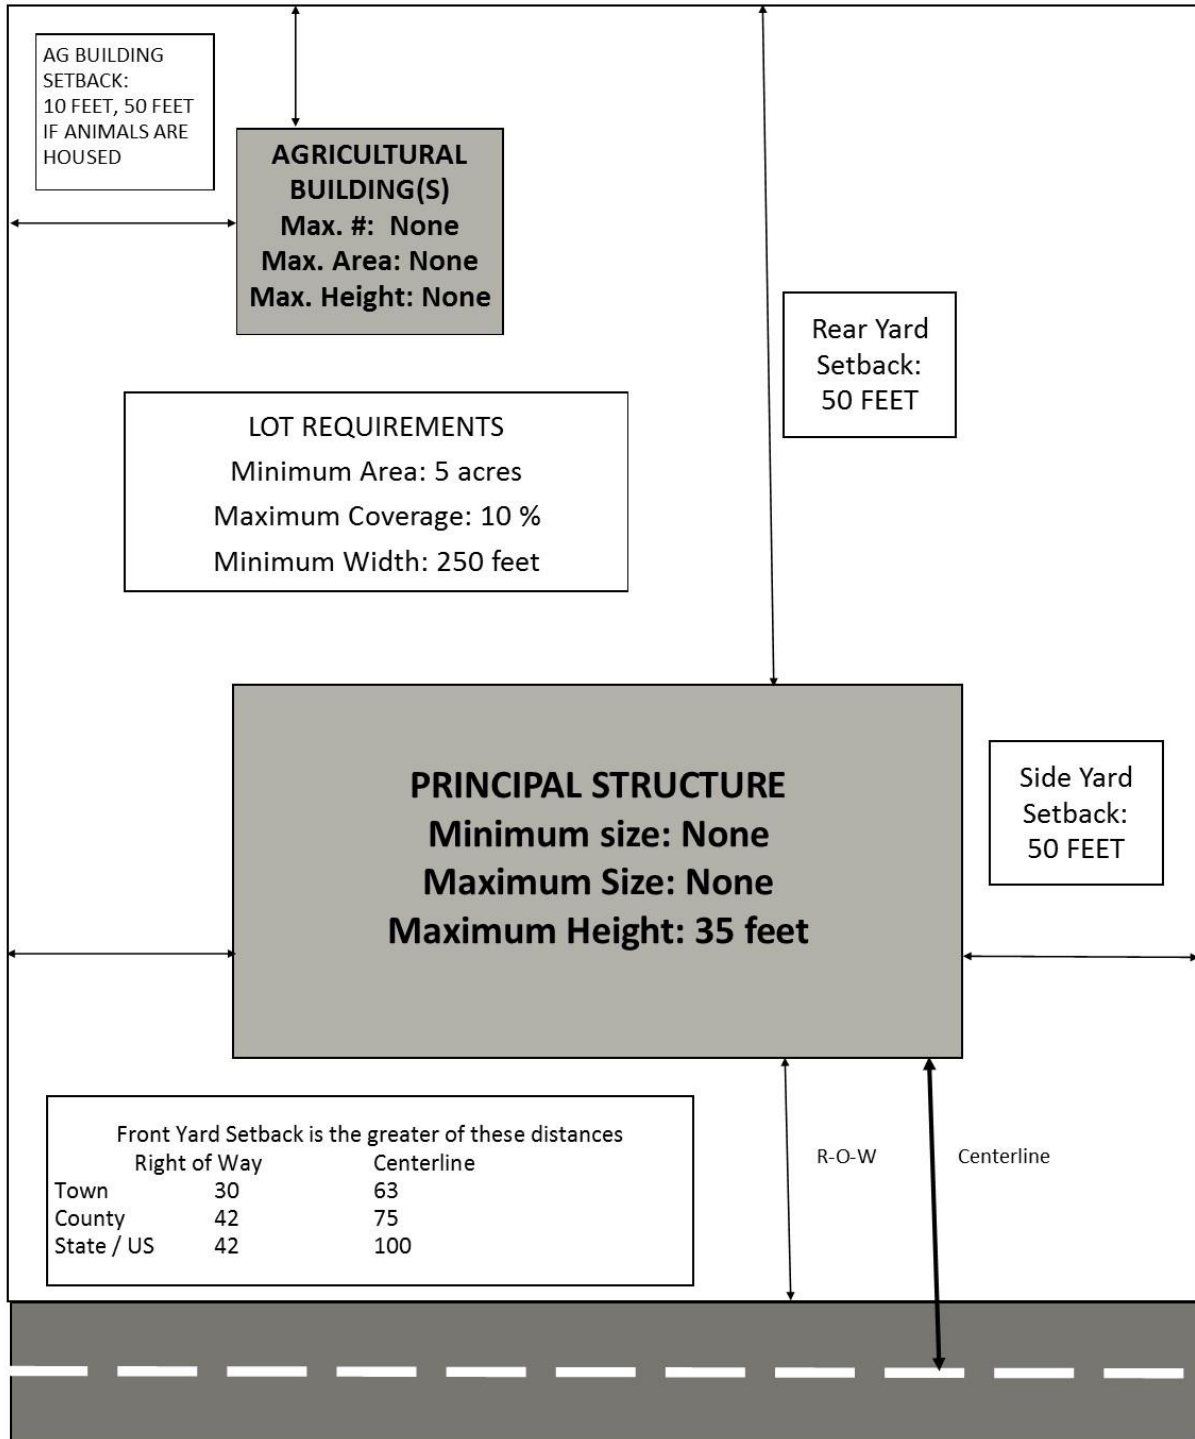 AG BUILDING
SETBACK:
10 FEET, 50 FEET
IF ANIMALS ARE
HOUSED
AGRICULTURAL
BUILDING(S)
Max. #: None
Max. Area: None
Max. Height: None
Rear Yard
Setback:
50 FEET
LOT REQUIREMENTS
Minimum Area: 5 acres
Maximum Coverage: 10 %
Minimum Width: 250 feet
PRINCIPAL STRUCTURE
Minimum size: None
Maximum Size: None
Maximum Height: 35 feet
Side Yard
Setback:
50 FEET
Front Yard Setback is the greater of these distances
Right of Way Centerline
Town 30 63
County 42 75
State / US 42 100
R-O-W
Centerline